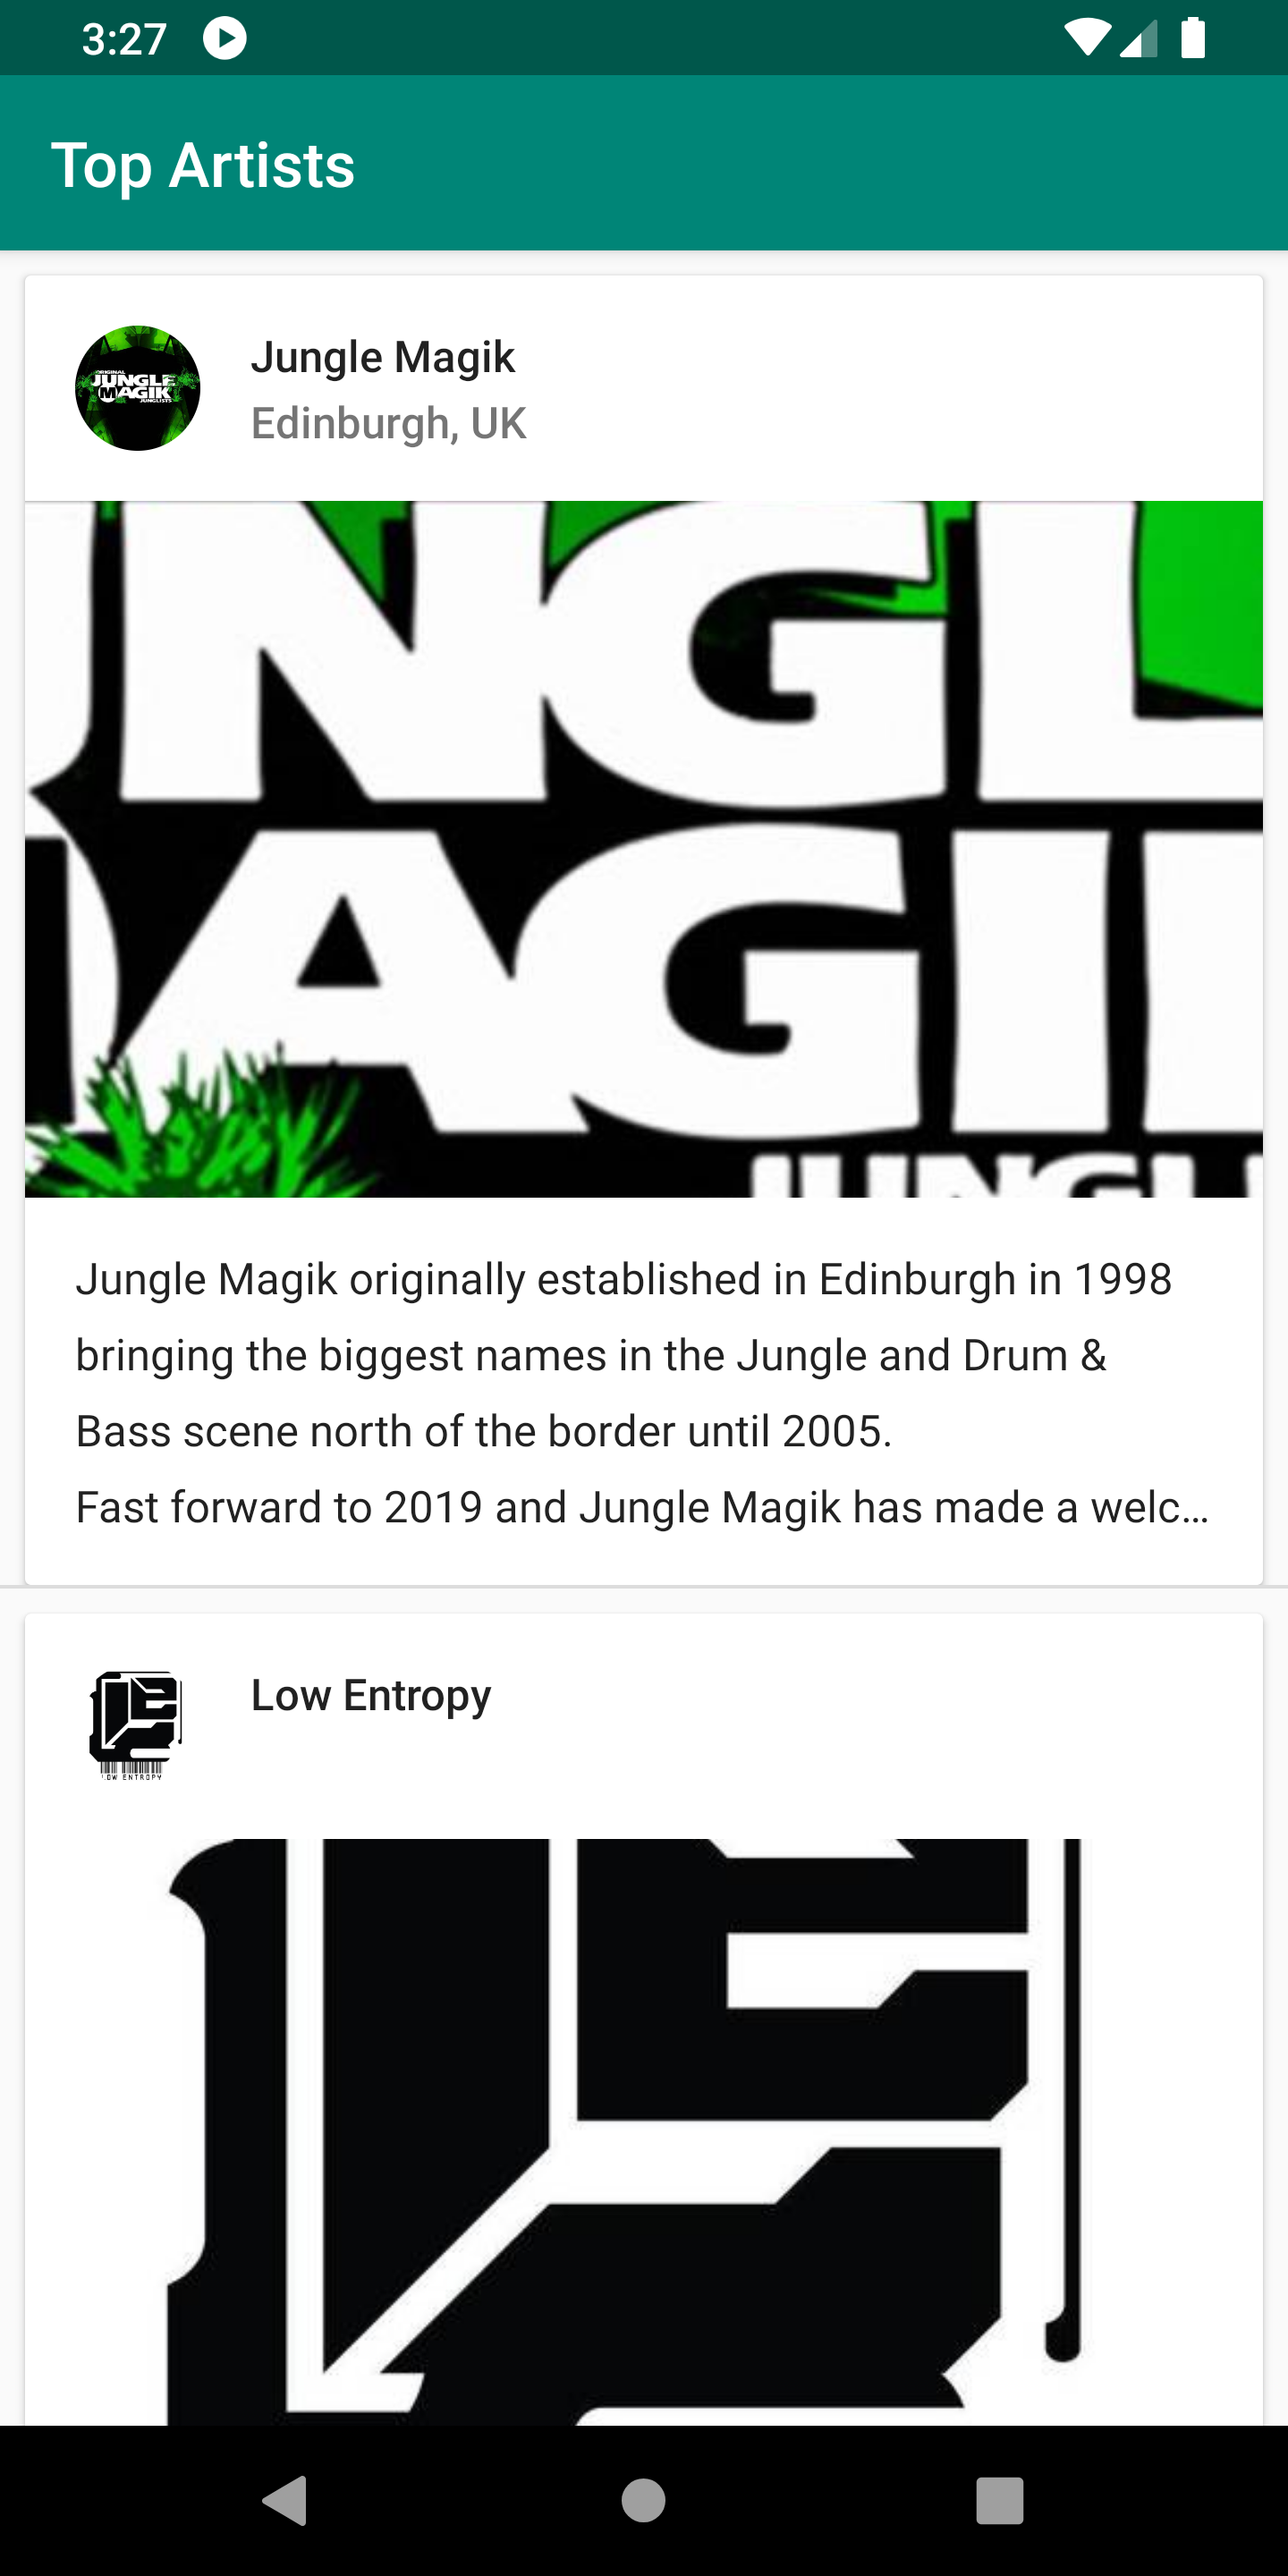 3:27
Top Artists
ORIGINAL
JUNGLE
MAGIK
JUNGLISTS
Jungle Magik
Edinburgh, UK
UNGL
MAGIK
JUNGL
Jungle Magik originally established in Edinburgh in 1998
bringing the biggest names in the Jungle and Drum &
Bass scene north of the border until 2005.
Fast forward to 2019 and Jungle Magik has made a welc…
LOW ENTROPY
Low Entropy